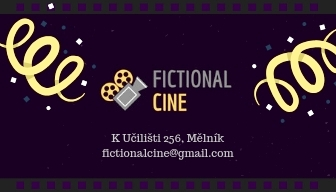 FICTIONAL
CINE
K Učilišti 256, Mělník
fictionalcine@gmail.com